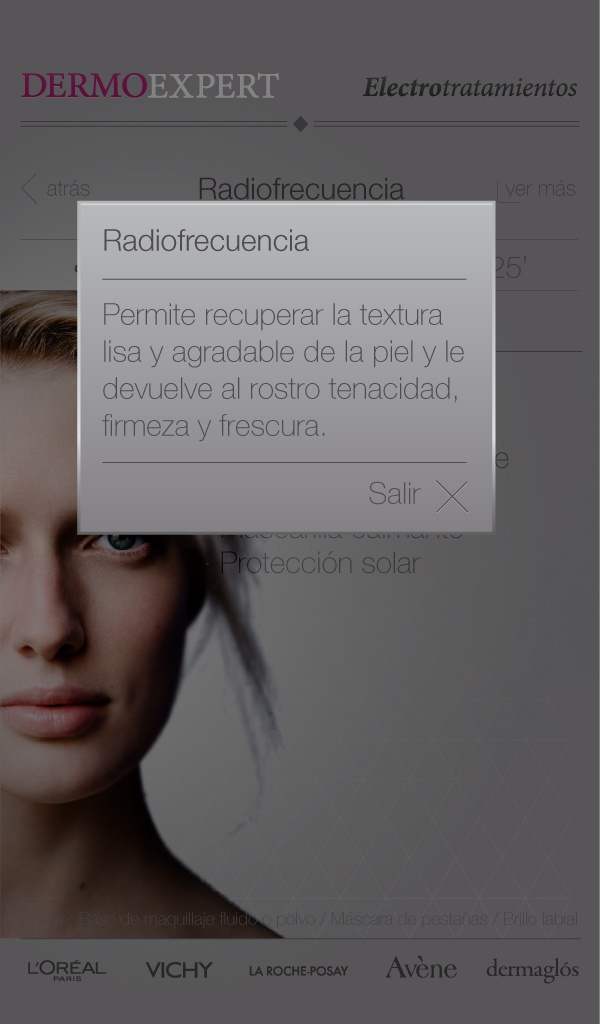 DERMOEXPERT
Electrotratamientos
atrás
Radiofrecuencia
ver más
25'
Radiofrecuencia
Permite recuperar la textura
lisa y agradable de la piel y le
devuelve al rostro tenacidad,
firmeza y frescura.
Salir
Protección solar
Base de maquillaje fluido o polvo / Máscara de pestañas / Brillo labial
L'ORÉAL
PARIS
VICHY
LA ROCHE-POSAY
Avène
dermaglós